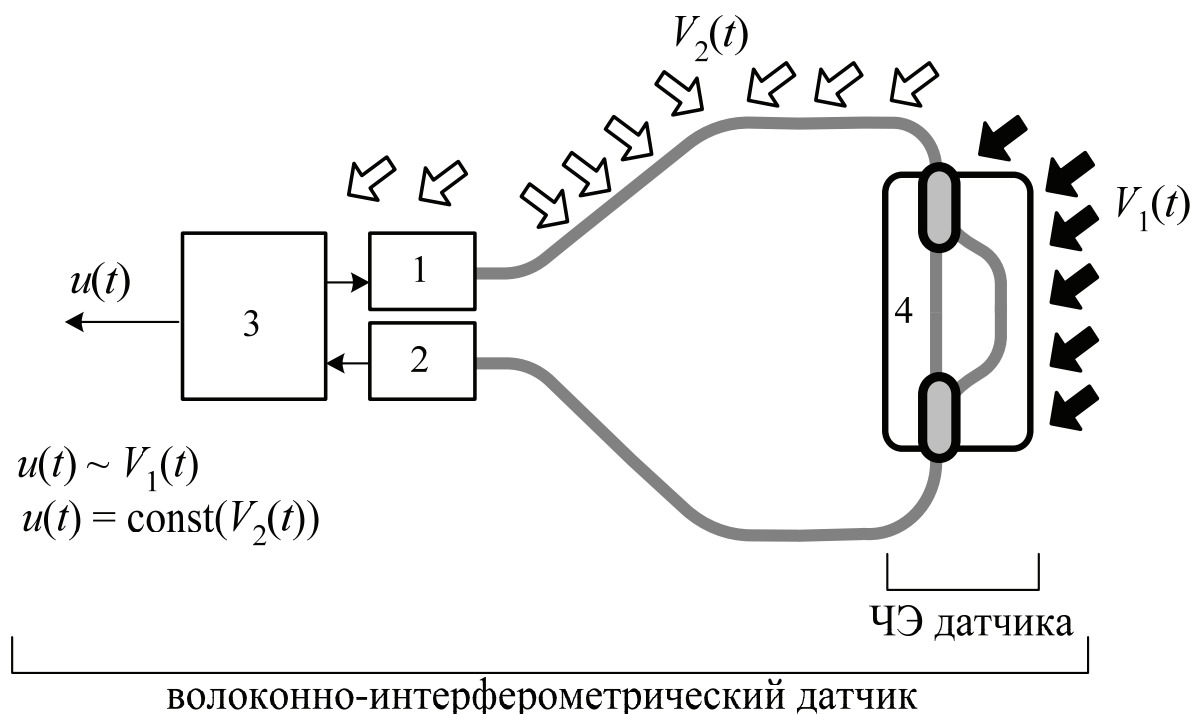 V₂(t)
V₁(t)
1
u(t)
3
4
2
u(t) ~ V₁(t)
u(t) = const(V₂(t))
ЧЭ датчика
волоконно-интерферометрический датчик